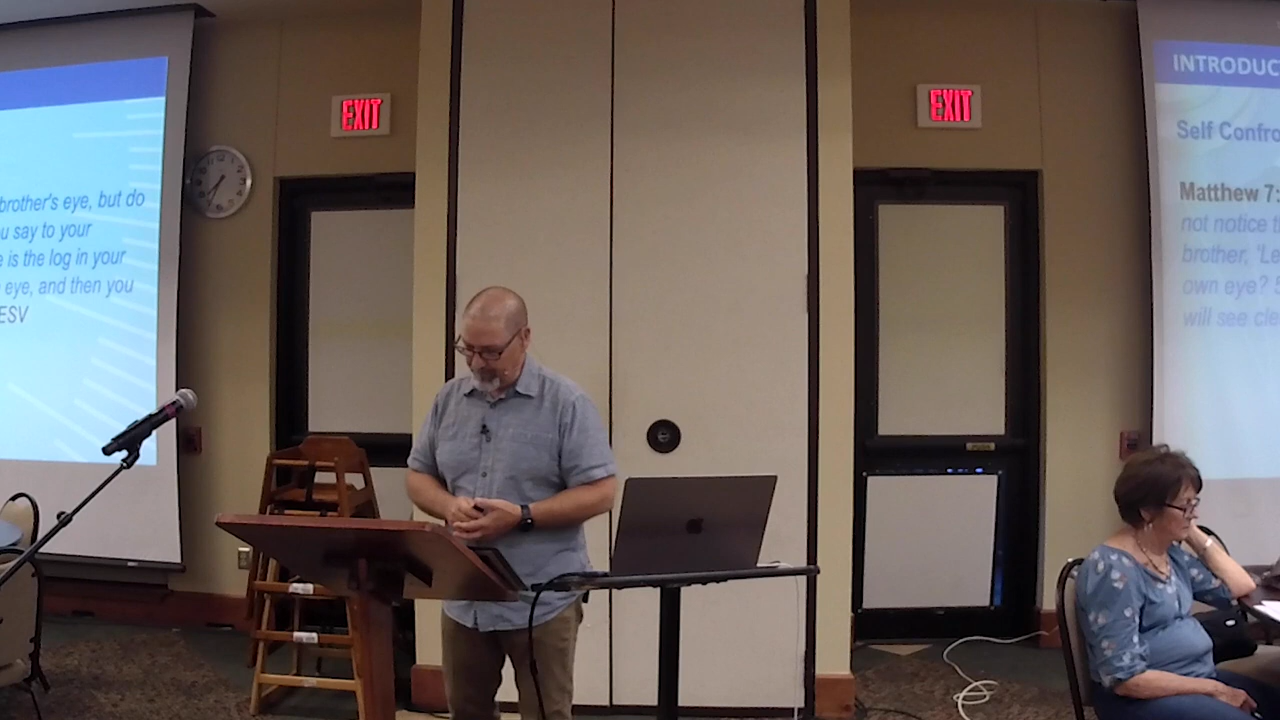 brother's eye, but do
u say to your
e is the log in your
eye, and then you
ESV
EXIT
EXIT
INTRODUC
Self Confro
Matthew 7:
not notice t
brother, 'Le
own eye?
will see cle